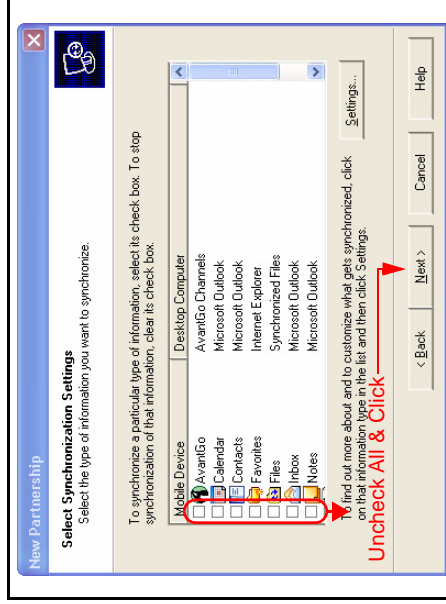 New Partnership
Select Synchronization Settings
Select the type of information you want to synchronize.
To synchronize a particular type of information, select its check box. To stop
synchronization of that information, clear its check box.
Mobile Device Desktop Computer
AvantGo AvantGo Channels
Calendar Microsoft Outlook
Contacts Microsoft Outlook
Favorites Internet Explorer
Files Synchronized Files
Inbox Microsoft Outlook
Notes Microsoft Outlook
To find out more about and to customize what gets synchronized, click
on that information type in the list and then click Settings.
Settings...
Uncheck All & Click
< Back Next > Cancel Help